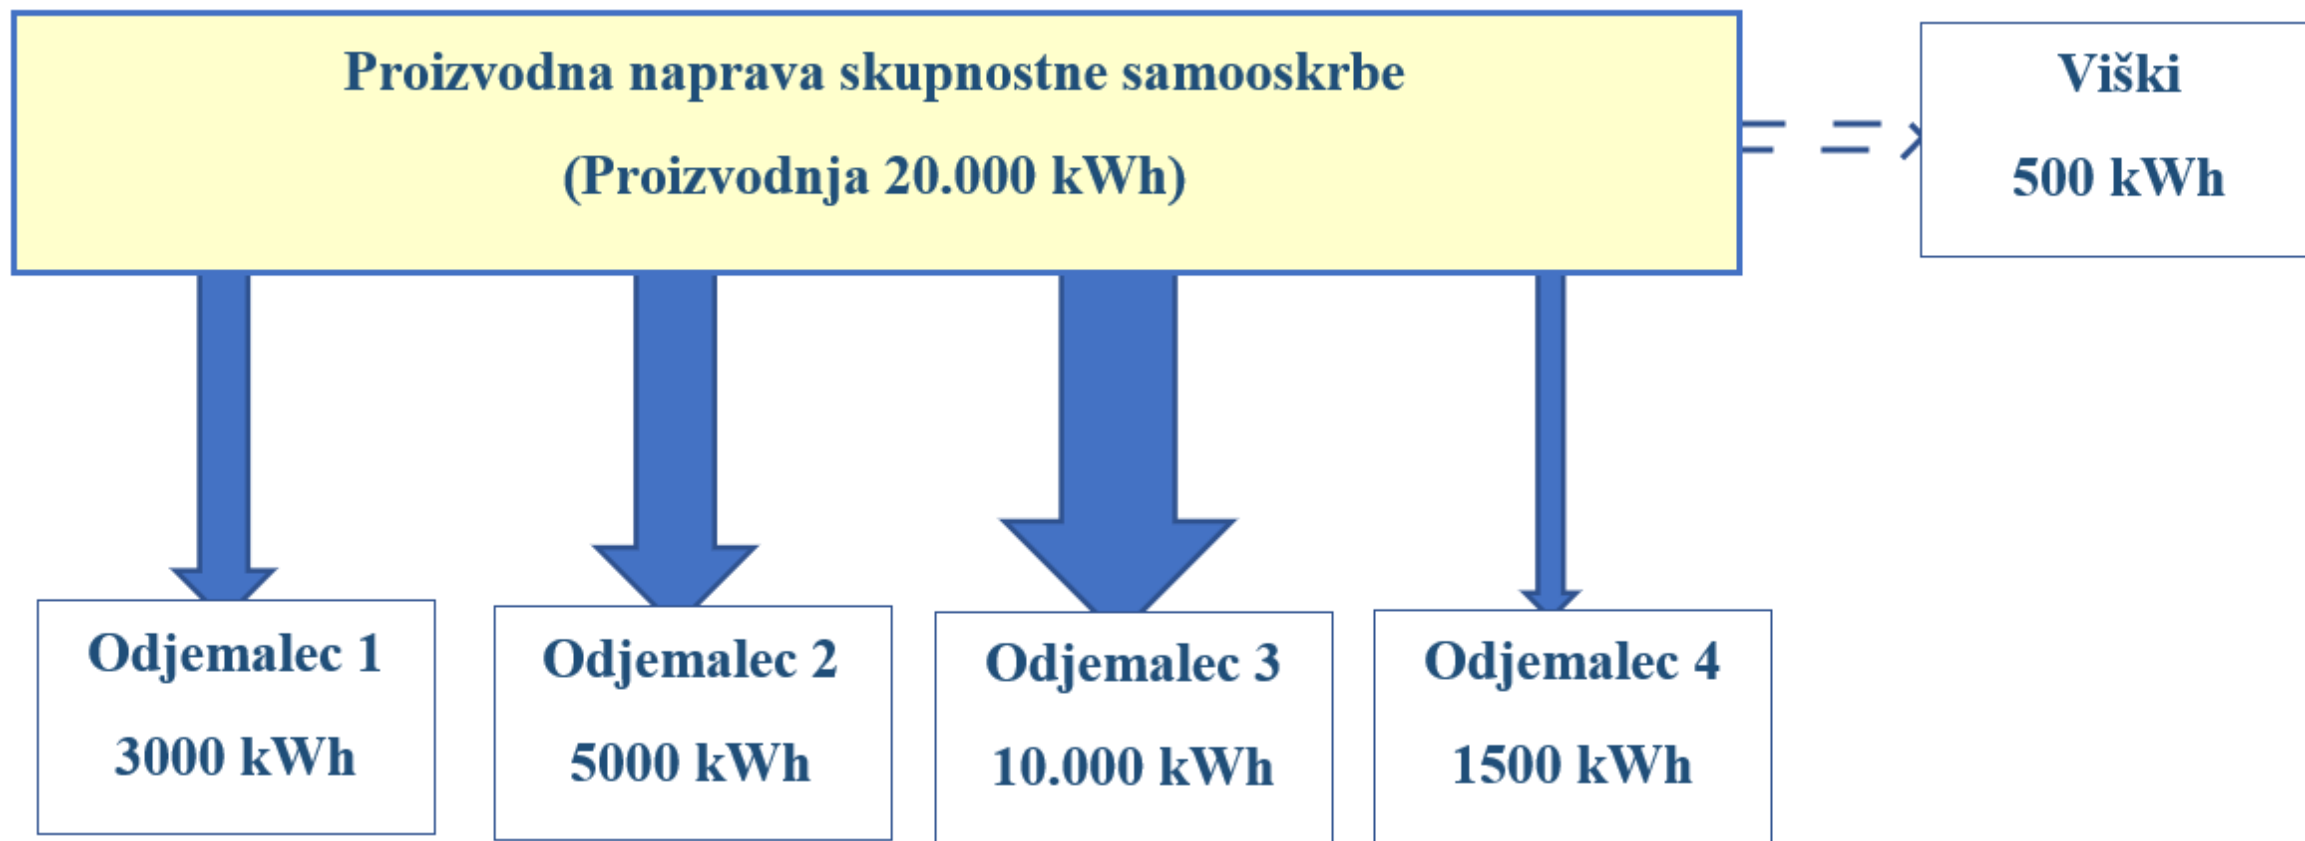 Proizvodna naprava skupnostne samooskrbe
(Proizvodnja 20.000 kWh)
Viški
500 kWh
Odjemalec 1
3000 kWh
Odjemalec 2
5000 kWh
Odjemalec 3
10.000 kWh
Odjemalec 4
1500 kWh